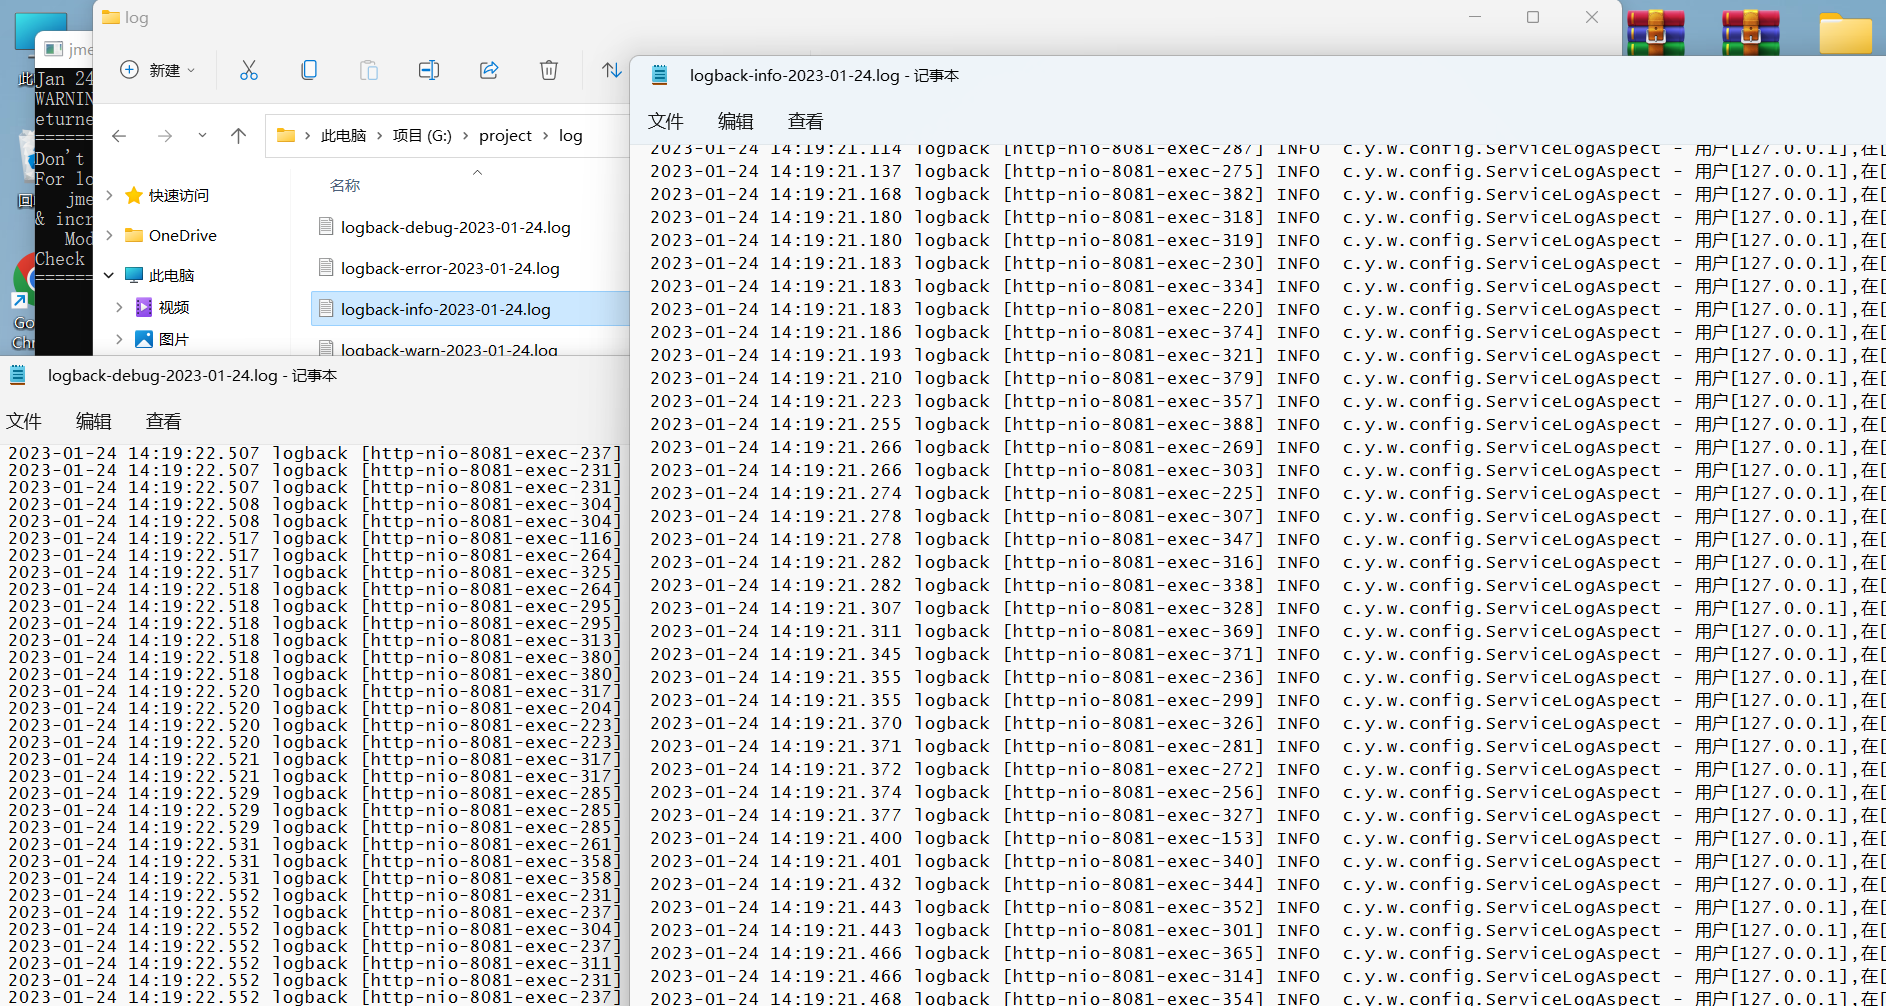 log
jme
新建
Jan 24
WARNIN
eturne
Don't
For lo
jme
& incr
Mod
Check
此电脑
项目 (G:)
project
log
名称
快速访问
OneDrive
此电脑
视频
图片
logback-debug-2023-01-24.log
logback-error-2023-01-24.log
logback-info-2023-01-24.log
logback-warn-2023-01-24.log
此
回
Go
Chr
logback-debug-2023-01-24.log - 记事本
文件 编辑 查看
2023-01-24 14:19:22.507 logback [http-nio-8081-exec-237]
2023-01-24 14:19:22.507 logback [http-nio-8081-exec-231]
2023-01-24 14:19:22.507 logback [http-nio-8081-exec-231]
2023-01-24 14:19:22.508 logback [http-nio-8081-exec-304]
2023-01-24 14:19:22.508 logback [http-nio-8081-exec-304]
2023-01-24 14:19:22.517 logback [http-nio-8081-exec-116]
2023-01-24 14:19:22.517 logback [http-nio-8081-exec-264]
2023-01-24 14:19:22.517 logback [http-nio-8081-exec-325]
2023-01-24 14:19:22.518 logback [http-nio-8081-exec-264]
2023-01-24 14:19:22.518 logback [http-nio-8081-exec-295]
2023-01-24 14:19:22.518 logback [http-nio-8081-exec-295]
2023-01-24 14:19:22.518 logback [http-nio-8081-exec-313]
2023-01-24 14:19:22.518 logback [http-nio-8081-exec-380]
2023-01-24 14:19:22.518 logback [http-nio-8081-exec-380]
2023-01-24 14:19:22.520 logback [http-nio-8081-exec-317]
2023-01-24 14:19:22.520 logback [http-nio-8081-exec-204]
2023-01-24 14:19:22.520 logback [http-nio-8081-exec-223]
2023-01-24 14:19:22.520 logback [http-nio-8081-exec-223]
2023-01-24 14:19:22.521 logback [http-nio-8081-exec-317]
2023-01-24 14:19:22.521 logback [http-nio-8081-exec-317]
2023-01-24 14:19:22.529 logback [http-nio-8081-exec-285]
2023-01-24 14:19:22.529 logback [http-nio-8081-exec-285]
2023-01-24 14:19:22.529 logback [http-nio-8081-exec-285]
2023-01-24 14:19:22.531 logback [http-nio-8081-exec-261]
2023-01-24 14:19:22.531 logback [http-nio-8081-exec-358]
2023-01-24 14:19:22.531 logback [http-nio-8081-exec-358]
2023-01-24 14:19:22.552 logback [http-nio-8081-exec-231]
2023-01-24 14:19:22.552 logback [http-nio-8081-exec-237]
2023-01-24 14:19:22.552 logback [http-nio-8081-exec-304]
2023-01-24 14:19:22.552 logback [http-nio-8081-exec-237]
2023-01-24 14:19:22.552 logback [http-nio-8081-exec-311]
2023-01-24 14:19:22.552 logback [http-nio-8081-exec-231]
2023-01-24 14:19:22.552 logback [http-nio-8081-exec-237]
logback-info-2023-01-24.log - 记事本
文件 编辑 查看
2023-01-24 14:19:21.114 logback [http-nio-8081-exec-287] INFO c.y.w.config.ServiceLogAspect - 用户[127.0.0.1],在[
2023-01-24 14:19:21.137 logback [http-nio-8081-exec-275] INFO c.y.w.config.ServiceLogAspect - 用户[127.0.0.1],在[
2023-01-24 14:19:21.168 logback [http-nio-8081-exec-382] INFO c.y.w.config.ServiceLogAspect - 用户[127.0.0.1],在[
2023-01-24 14:19:21.180 logback [http-nio-8081-exec-318] INFO c.y.w.config.ServiceLogAspect - 用户[127.0.0.1],在[
2023-01-24 14:19:21.180 logback [http-nio-8081-exec-319] INFO c.y.w.config.ServiceLogAspect - 用户[127.0.0.1],在[
2023-01-24 14:19:21.183 logback [http-nio-8081-exec-230] INFO c.y.w.config.ServiceLogAspect - 用户[127.0.0.1],在[
2023-01-24 14:19:21.183 logback [http-nio-8081-exec-334] INFO c.y.w.config.ServiceLogAspect - 用户[127.0.0.1],在[
2023-01-24 14:19:21.183 logback [http-nio-8081-exec-220] INFO c.y.w.config.ServiceLogAspect - 用户[127.0.0.1],在[
2023-01-24 14:19:21.186 logback [http-nio-8081-exec-374] INFO c.y.w.config.ServiceLogAspect - 用户[127.0.0.1],在[
2023-01-24 14:19:21.193 logback [http-nio-8081-exec-321] INFO c.y.w.config.ServiceLogAspect - 用户[127.0.0.1],在[
2023-01-24 14:19:21.210 logback [http-nio-8081-exec-379] INFO c.y.w.config.ServiceLogAspect - 用户[127.0.0.1],在[
2023-01-24 14:19:21.223 logback [http-nio-8081-exec-357] INFO c.y.w.config.ServiceLogAspect - 用户[127.0.0.1],在[
2023-01-24 14:19:21.255 logback [http-nio-8081-exec-388] INFO c.y.w.config.ServiceLogAspect - 用户[127.0.0.1],在[
2023-01-24 14:19:21.266 logback [http-nio-8081-exec-269] INFO c.y.w.config.ServiceLogAspect - 用户[127.0.0.1],在[
2023-01-24 14:19:21.266 logback [http-nio-8081-exec-303] INFO c.y.w.config.ServiceLogAspect - 用户[127.0.0.1],在[
2023-01-24 14:19:21.274 logback [http-nio-8081-exec-225] INFO c.y.w.config.ServiceLogAspect - 用户[127.0.0.1],在[
2023-01-24 14:19:21.278 logback [http-nio-8081-exec-307] INFO c.y.w.config.ServiceLogAspect - 用户[127.0.0.1],在[
2023-01-24 14:19:21.278 logback [http-nio-8081-exec-347] INFO c.y.w.config.ServiceLogAspect - 用户[127.0.0.1],在[
2023-01-24 14:19:21.282 logback [http-nio-8081-exec-316] INFO c.y.w.config.ServiceLogAspect - 用户[127.0.0.1],在[
2023-01-24 14:19:21.282 logback [http-nio-8081-exec-338] INFO c.y.w.config.ServiceLogAspect - 用户[127.0.0.1],在[
2023-01-24 14:19:21.307 logback [http-nio-8081-exec-328] INFO c.y.w.config.ServiceLogAspect - 用户[127.0.0.1],在[
2023-01-24 14:19:21.311 logback [http-nio-8081-exec-369] INFO c.y.w.config.ServiceLogAspect - 用户[127.0.0.1],在[
2023-01-24 14:19:21.345 logback [http-nio-8081-exec-371] INFO c.y.w.config.ServiceLogAspect - 用户[127.0.0.1],在[
2023-01-24 14:19:21.355 logback [http-nio-8081-exec-236] INFO c.y.w.config.ServiceLogAspect - 用户[127.0.0.1],在[
2023-01-24 14:19:21.355 logback [http-nio-8081-exec-299] INFO c.y.w.config.ServiceLogAspect - 用户[127.0.0.1],在[
2023-01-24 14:19:21.370 logback [http-nio-8081-exec-326] INFO c.y.w.config.ServiceLogAspect - 用户[127.0.0.1],在[
2023-01-24 14:19:21.371 logback [http-nio-8081-exec-281] INFO c.y.w.config.ServiceLogAspect - 用户[127.0.0.1],在[
2023-01-24 14:19:21.372 logback [http-nio-8081-exec-272] INFO c.y.w.config.ServiceLogAspect - 用户[127.0.0.1],在[
2023-01-24 14:19:21.374 logback [http-nio-8081-exec-256] INFO c.y.w.config.ServiceLogAspect - 用户[127.0.0.1],在[
2023-01-24 14:19:21.377 logback [http-nio-8081-exec-327] INFO c.y.w.config.ServiceLogAspect - 用户[127.0.0.1],在[
2023-01-24 14:19:21.400 logback [http-nio-8081-exec-153] INFO c.y.w.config.ServiceLogAspect - 用户[127.0.0.1],在[
2023-01-24 14:19:21.401 logback [http-nio-8081-exec-340] INFO c.y.w.config.ServiceLogAspect - 用户[127.0.0.1],在[
2023-01-24 14:19:21.432 logback [http-nio-8081-exec-344] INFO c.y.w.config.ServiceLogAspect - 用户[127.0.0.1],在[
2023-01-24 14:19:21.443 logback [http-nio-8081-exec-352] INFO c.y.w.config.ServiceLogAspect - 用户[127.0.0.1],在[
2023-01-24 14:19:21.443 logback [http-nio-8081-exec-301] INFO c.y.w.config.ServiceLogAspect - 用户[127.0.0.1],在[
2023-01-24 14:19:21.466 logback [http-nio-8081-exec-365] INFO c.y.w.config.ServiceLogAspect - 用户[127.0.0.1],在[
2023-01-24 14:19:21.466 logback [http-nio-8081-exec-314] INFO c.y.w.config.ServiceLogAspect - 用户[127.0.0.1],在[
2023-01-24 14:19:21.468 logback [http-nio-8081-exec-354] INFO c.y.w.config.ServiceLogAspect - 用户[127.0.0.1],在[